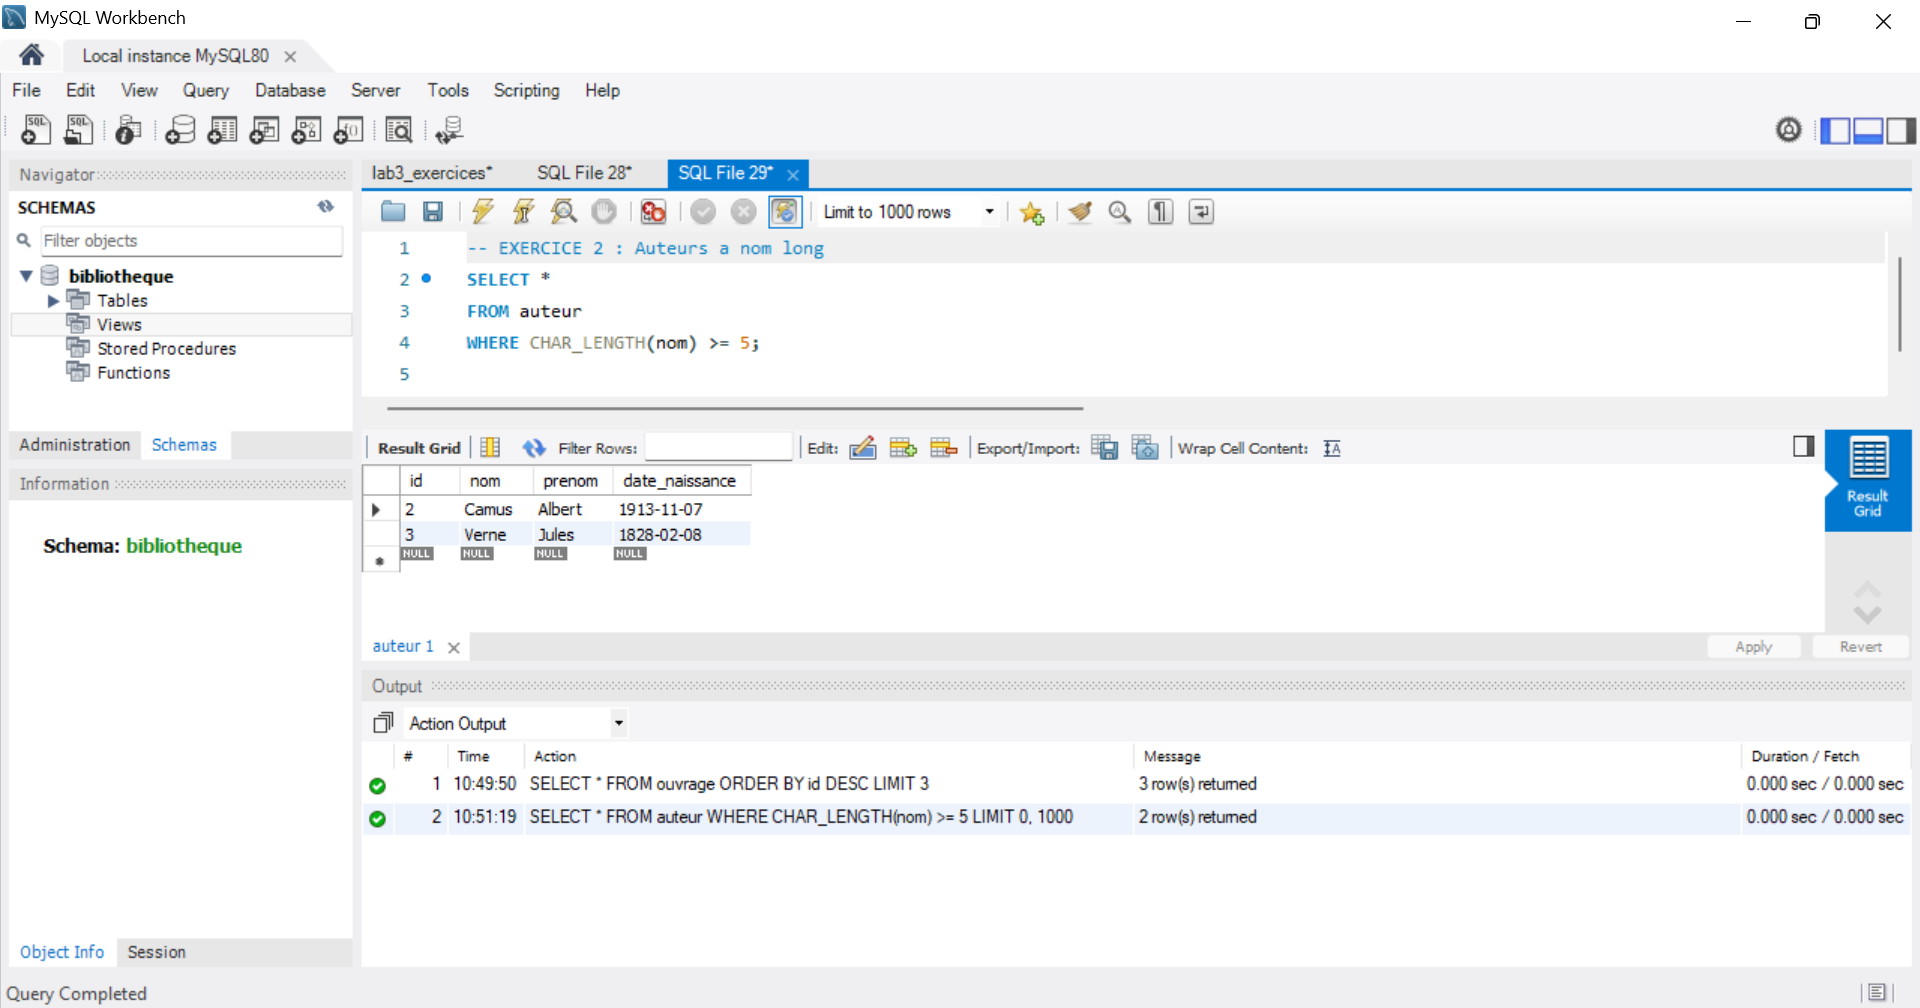 MySQL Workbench
Local instance MySQL80
File Edit View Query Database Server Tools Scripting Help
Navigator
SCHEMAS
Filter objects
bibliotheque
Tables
Views
Stored Procedures
Functions
Administration Schemas
Information
Schema: bibliotheque
Object Info Session
lab3_exercices* SQL File 28* SQL File 29*
Limit to 1000 rows
1 -- EXERCICE 2 : Auteurs a nom long
2 SELECT *
3 FROM auteur
4 WHERE CHAR_LENGTH(nom) >= 5;
5
Result Grid Filter Rows: Edit: Export/Import: Wrap Cell Content:
id nom prenom date_naissance
2 Camus Albert 1913-11-07
3 Verne Jules 1828-02-08
NULL NULL NULL NULL
Result Grid
auteur 1
Apply Revert
Output
Action Output
# Time Action Message Duration / Fetch
1 10:49:50 SELECT * FROM ouvrage ORDER BY id DESC LIMIT 3 3 row(s) returned 0.000 sec / 0.000 sec
2 10:51:19 SELECT * FROM auteur WHERE CHAR_LENGTH(nom) >= 5 LIMIT 0, 1000 2 row(s) returned 0.000 sec / 0.000 sec
Query Completed